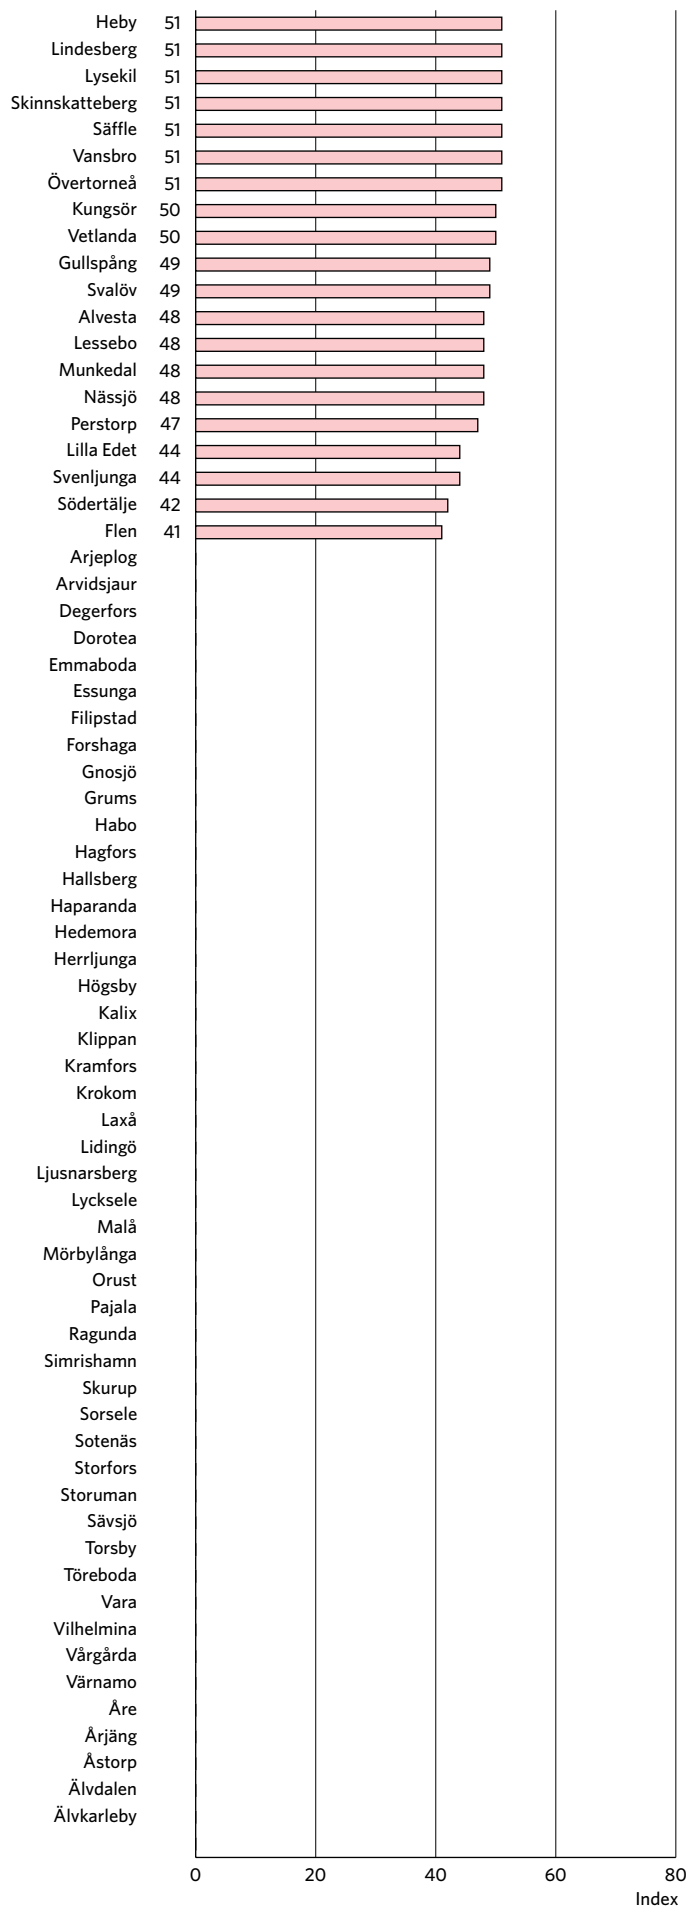 Heby 51
Lindesberg 51
Lysekil 51
Skinnskatteberg 51
Säffle 51
Vansbro 51
Övertorneå 51
Kungsör 50
Vetlanda 50
Gullspång 49
Svalöv 49
Alvesta 48
Lessebo 48
Munkedal 48
Nässjö 48
Perstorp 47
Lilla Edet 44
Svenljunga 44
Södertälje 42
Flen 41
Arjeplog
Arvidsjaur
Degerfors
Dorotea
Emmaboda
Essunga
Filipstad
Forshaga
Gnosjö
Grums
Habo
Hagfors
Hallsberg
Haparanda
Hedemora
Herrljunga
Högsby
Kalix
Klippan
Kramfors
Krokom
Laxå
Lidingö
Ljusnarsberg
Lycksele
Malå
Mörbylånga
Orust
Pajala
Ragunda
Simrishamn
Skurup
Sorsele
Sotenäs
Storfors
Storuman
Sävsjö
Torsby
Töreboda
Vara
Vilhelmina
Vårgårda
Värnamo
Åre
Årjäng
Åstorp
Älvdalen
Älvkarleby
0 20 40 60 80
Index